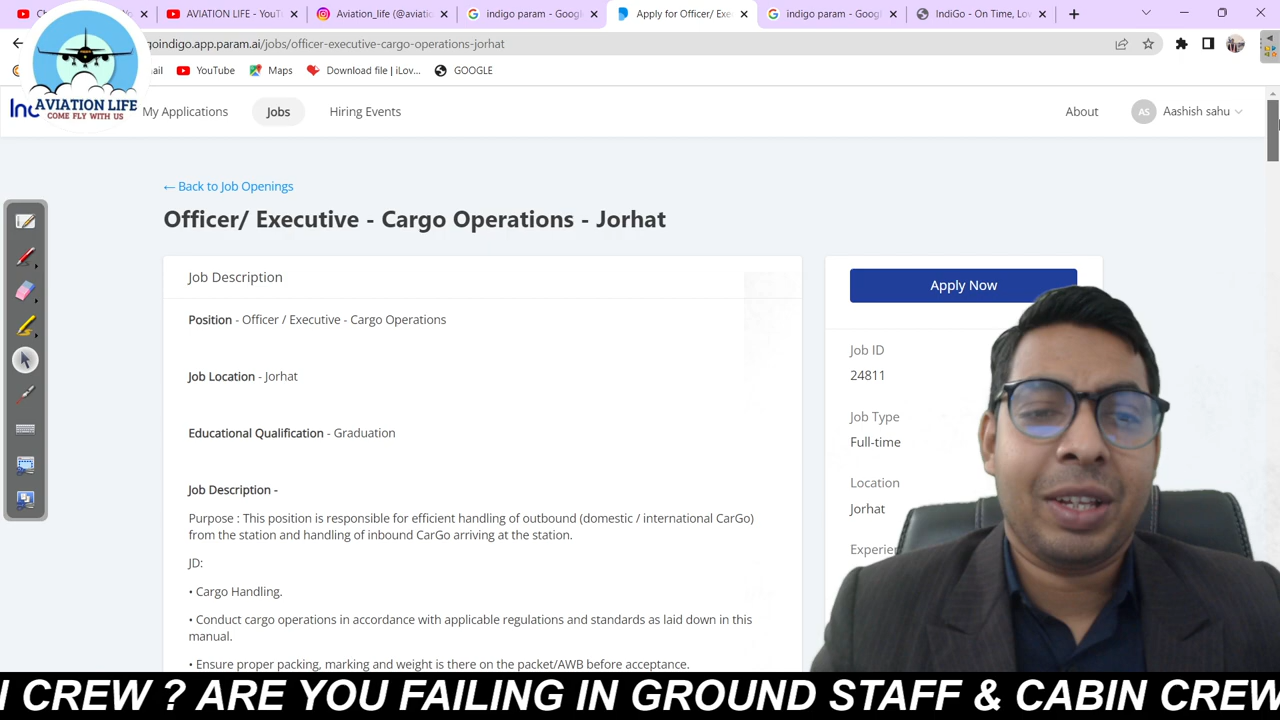 AVIATION LIFE - YouT
Aviation_life (@aviati
indigo param - Google
Apply for Officer/ Exe
indigo param - Google
IndiGo - On Time, Lo
goindigo.app.param.ai/jobs/officer-executive-cargo-operations-jorhat
YouTube
Maps
Download file | iLov...
GOOGLE
AVIATION LIFE
COME FLY WITH US
My Applications
Jobs
Hiring Events
About
AS
Aashish sahu
← Back to Job Openings
Officer/ Executive - Cargo Operations - Jorhat
Job Description
Position - Officer / Executive - Cargo Operations
Job Location - Jorhat
Educational Qualification - Graduation
Job Description -
Purpose : This position is responsible for efficient handling of outbound (domestic / international CarGo)
from the station and handling of inbound CarGo arriving at the station.
JD:
• Cargo Handling.
• Conduct cargo operations in accordance with applicable regulations and standards as laid down in this
manual.
• Ensure proper packing, marking and weight is there on the packet/AWB before acceptance.
Apply Now
Job ID
24811
Job Type
Full-time
Location
Jorhat
Experien
N CREW ? ARE YOU FAILING IN GROUND STAFF & CABIN CREW